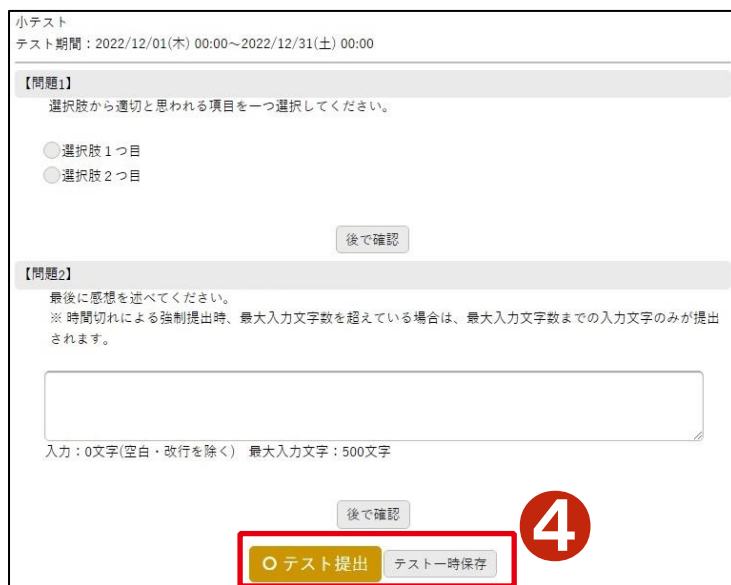 小テスト
テスト期間：2022/12/01(木) 00:00～2022/12/31(土) 00:00
【問題1】
選択肢から適切と思われる項目を一つ選択してください。
選択肢１つ目
選択肢２つ目
後で確認
【問題2】
最後に感想を述べてください。
※ 時間切れによる強制提出時、最大入力文字数を超えている場合は、最大入力文字数までの入力文字のみが提出
されます。
入力：0文字(空白・改行を除く)　最大入力文字：500文字
後で確認
4
テスト提出 テスト一時保存